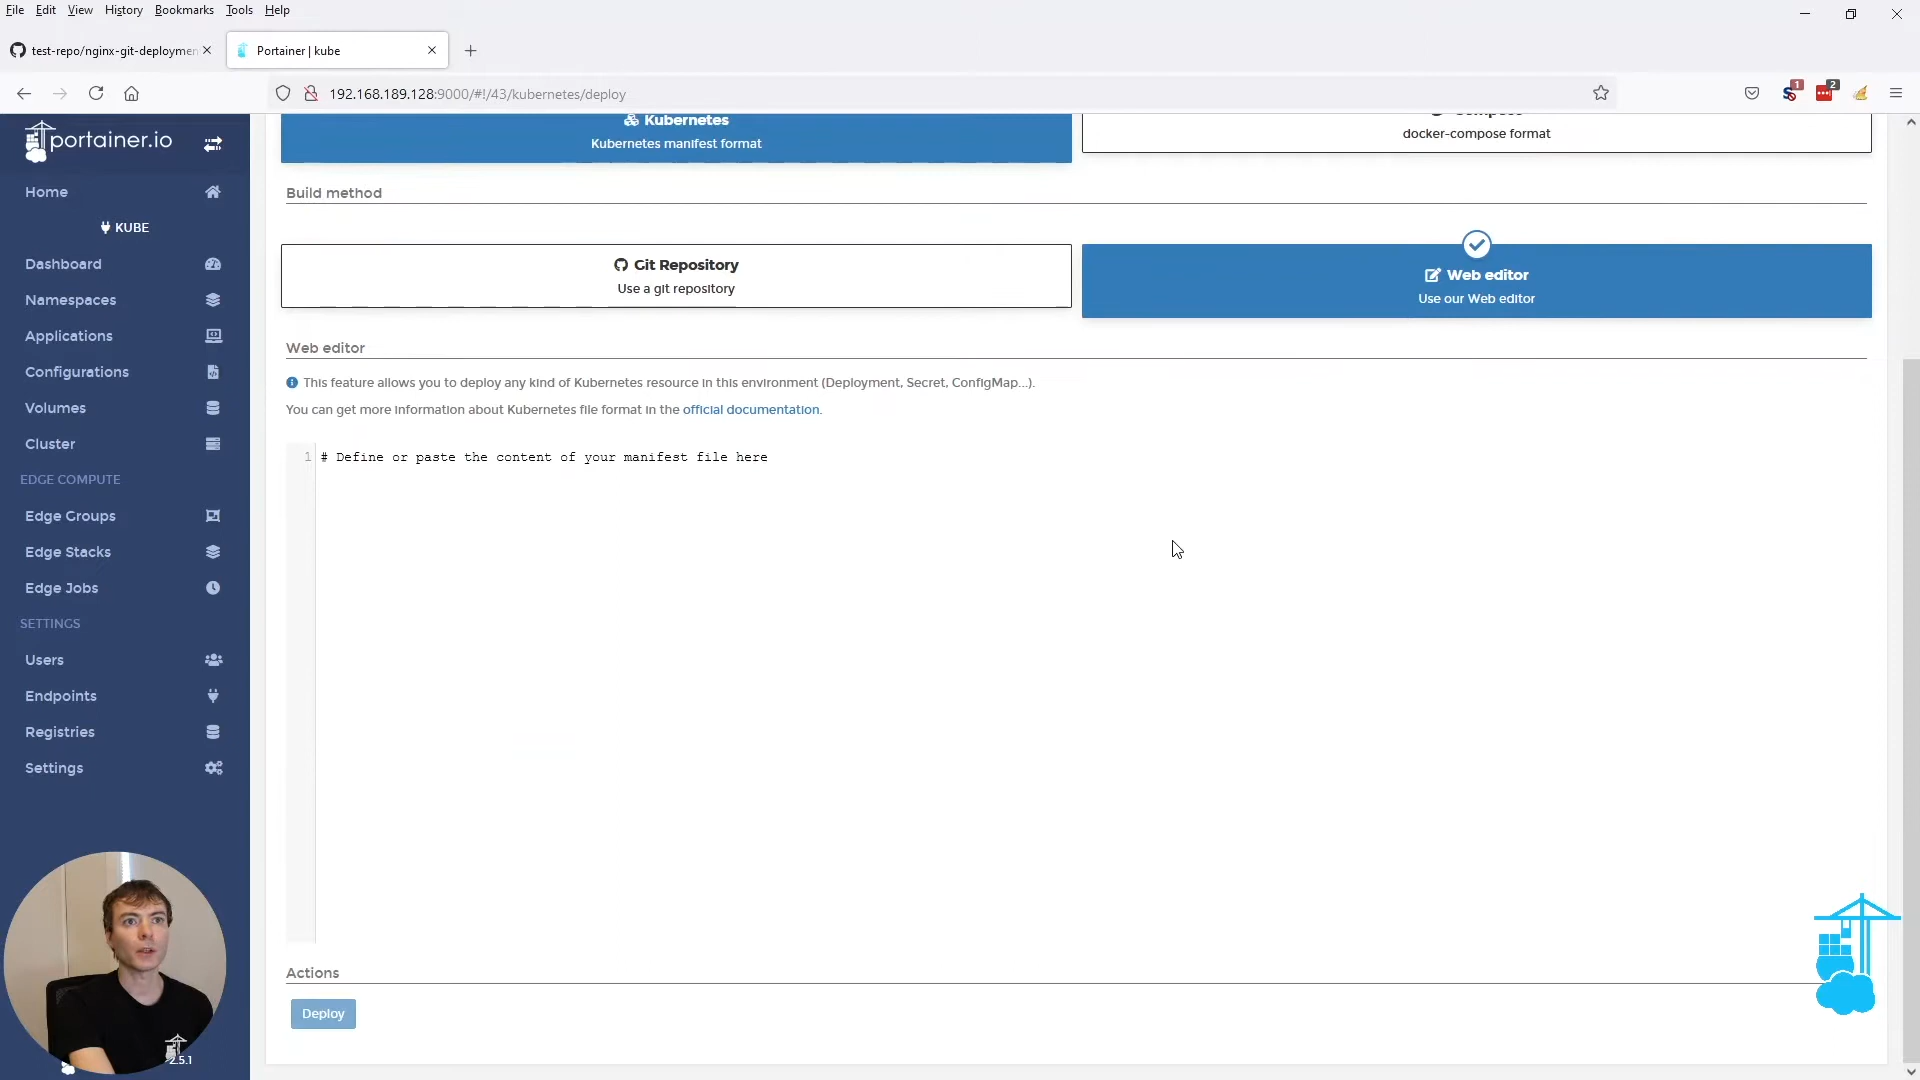 File Edit View History Bookmarks Tools Help
test-repo/nginx-git-deploymen
Portainer | kube
192.168.189.128:9000/#!/43/kubernetes/deploy
1
2
portainer.io
Home
KUBE
Dashboard
Namespaces
Applications
Configurations
Volumes
Cluster
EDGE COMPUTE
Edge Groups
Edge Stacks
Edge Jobs
SETTINGS
Users
Endpoints
Registries
Settings
2.5.1
Kubernetes
Kubernetes manifest format
docker-compose format
Build method
Git Repository
Use a git repository
Web editor
Use our Web editor
Web editor
This feature allows you to deploy any kind of Kubernetes resource in this environment (Deployment, Secret, ConfigMap...).
You can get more information about Kubernetes file format in the official documentation.
1 # Define or paste the content of your manifest file here
Actions
Deploy